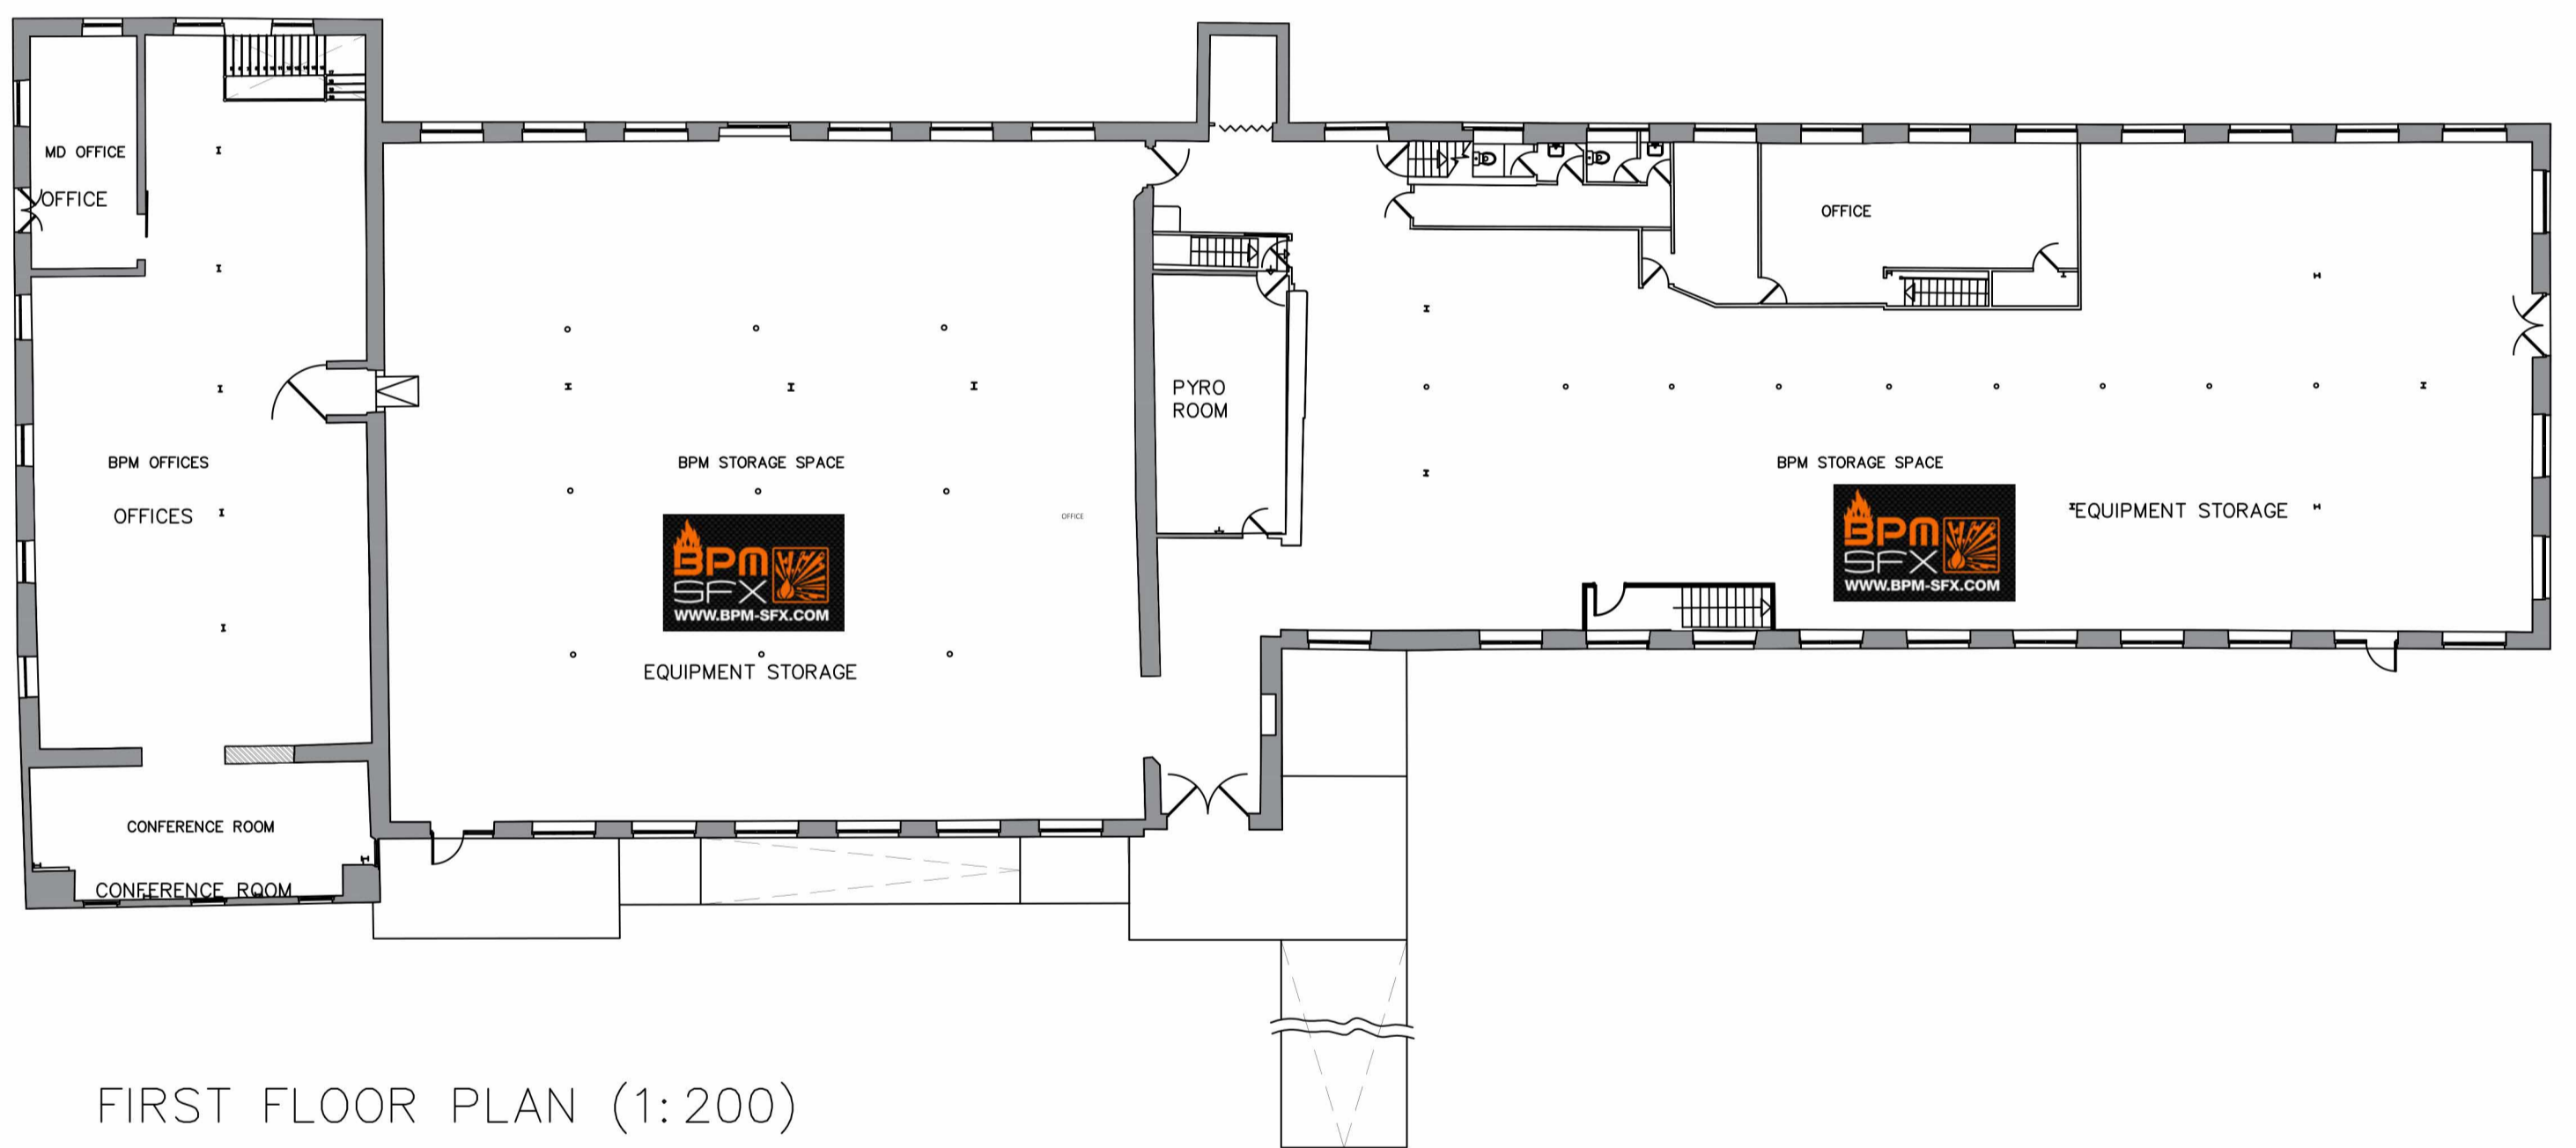 MD OFFICE
OFFICE
BPM OFFICES
OFFICES
CONFERENCE ROOM
CONFERENCE ROOM
BPM STORAGE SPACE
BPM
SFX
WWW.BPM-SFX.COM
EQUIPMENT STORAGE
OFFICE
PYRO
ROOM
OFFICE
BPM STORAGE SPACE
BPM
SFX
WWW.BPM-SFX.COM
EQUIPMENT STORAGE
FIRST FLOOR PLAN (1:200)